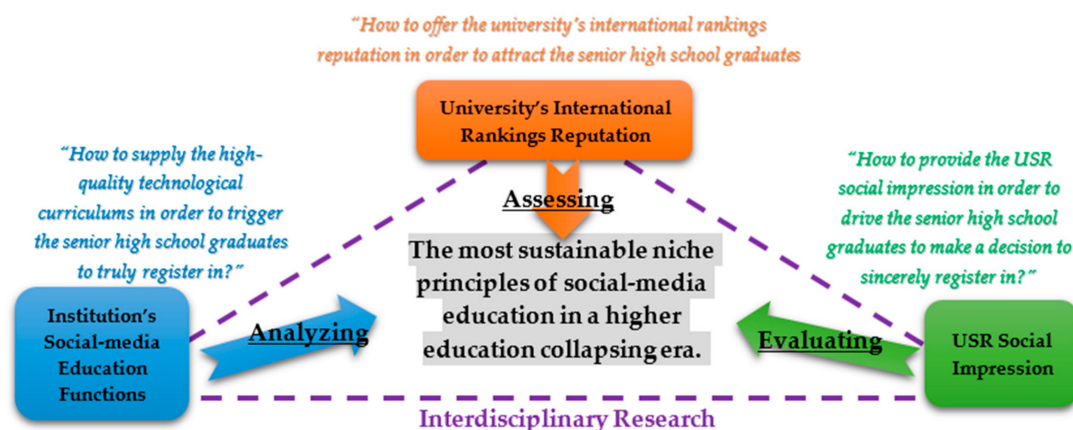 “How to offer the university’s international rankings
reputation in order to attract the senior high school graduates
University’s International
Rankings Reputation
“How to supply the high-
quality technological
curriculums in order to trigger
the senior high school graduates
to truly register in?”
“How to provide the USR
social impression in order to
drive the senior high school
graduates to make a decision to
sincerely register in?”
Assessing
The most sustainable niche
principles of social-media
education in a higher
education collapsing era.
Institution’s
Social-media
Education
Functions
Analyzing
Evaluating
USR Social
Impression
Interdisciplinary Research